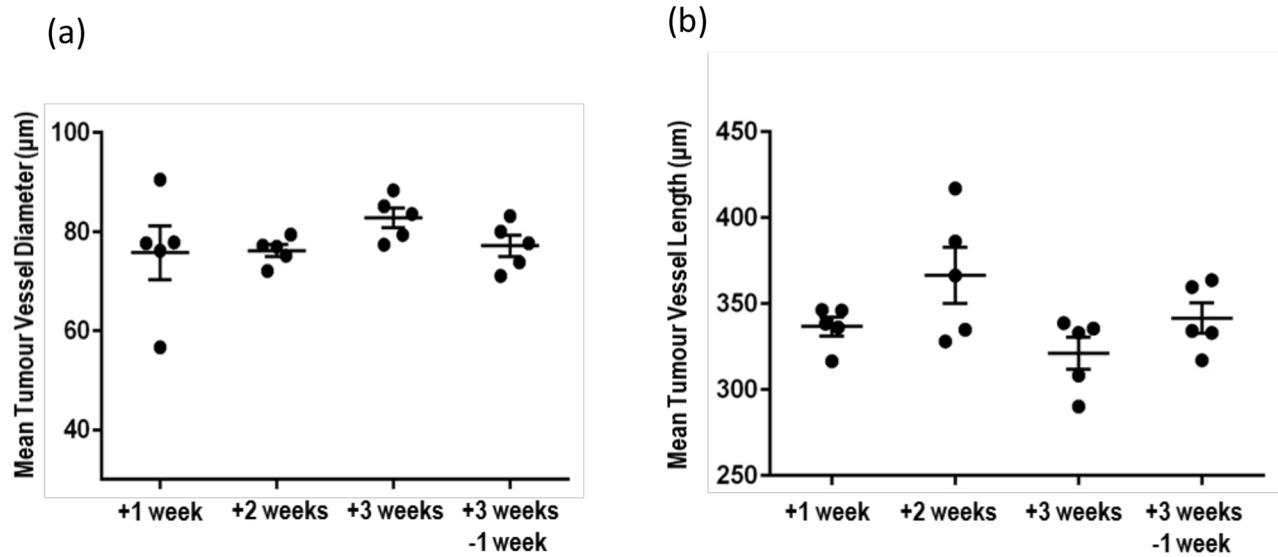 (a)
Mean Tumour Vessel Diameter (µm)
100
80
60
40
+1 week
+2 weeks
+3 weeks
+3 weeks
-1 week
(b)
Mean Tumour Vessel Length (µm)
450
400
350
300
250
+1 week
+2 weeks
+3 weeks
+3 weeks
-1 week